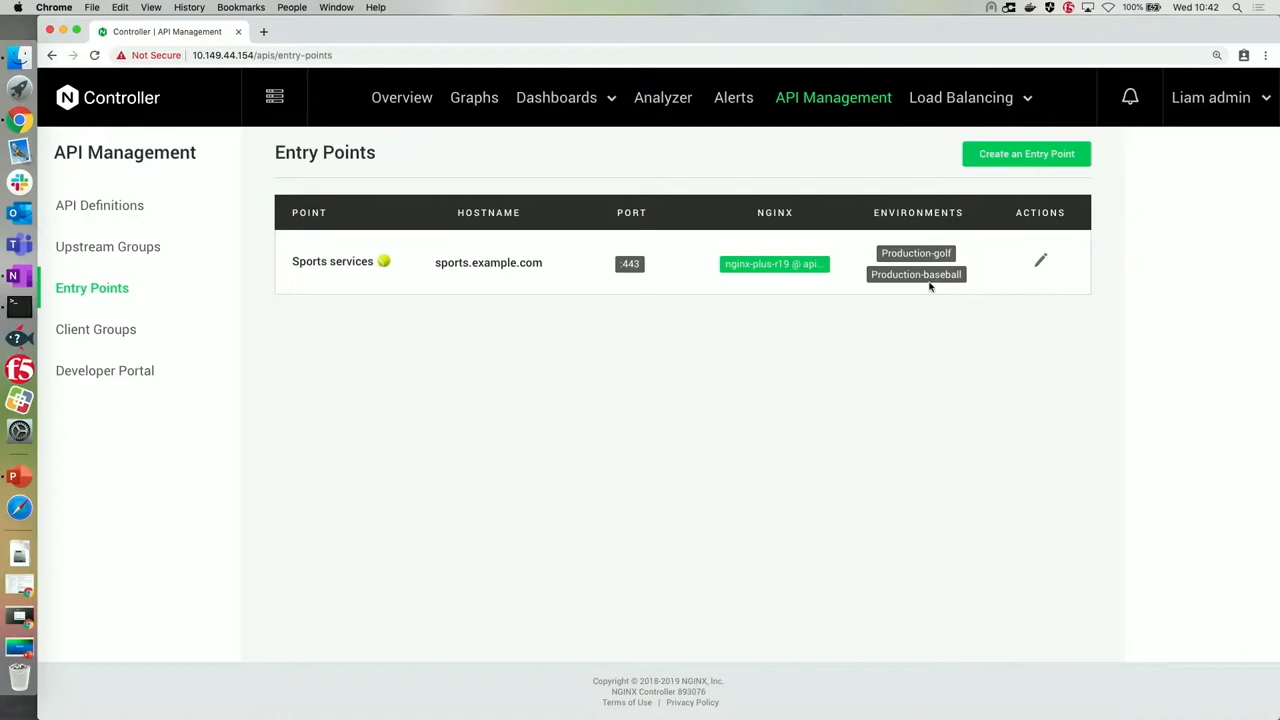 Chrome File Edit View History Bookmarks People Window Help 100% Wed 10:42
Controller | API Management
Not Secure 10.149.44.154/apis/entry-points
N Controller Overview Graphs Dashboards Analyzer Alerts API Management Load Balancing Liam admin
API Management
API Definitions
Upstream Groups
Entry Points
Client Groups
Developer Portal
Entry Points Create an Entry Point
POINT HOSTNAME PORT NGINX ENVIRONMENTS ACTIONS
Sports services sports.example.com :443 nginx-plus-r19 @ api... Production-golf
Production-baseball
f5
Copyright © 2018-2019 NGINX, Inc.
NGINX Controller 893076
Terms of Use | Privacy Policy